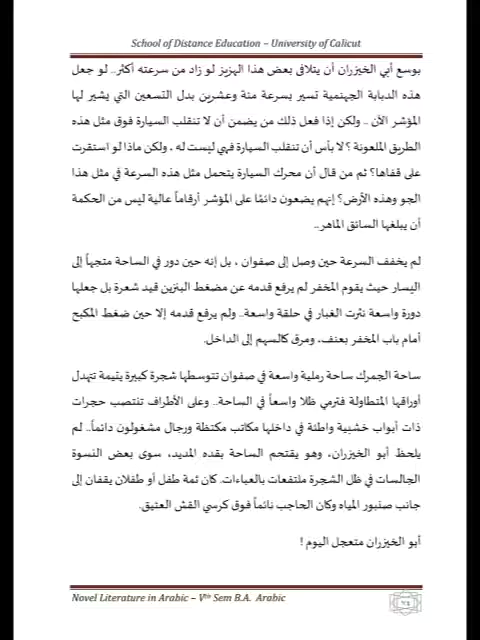 School of Distance Education – University of Calicut
بوسع أبي الخيزران أن يتلافى بعض هذا الهزيز لو زاد من سرعته أكثر.. لو جعل
هذه الدبابة الجهنمية تسير بسرعة مئة وعشرين بدل التسعين التي يشير لها
المؤشر الآن .. ولكن إذا فعل ذلك من يضمن أن لا تنقلب السيارة فوق مثل هذه
الطريق الملعونة ؟ لا بأس أن تنقلب السيارة فهي ليست له ، ولكن ماذا لو استقرت
على قفاها؟ ثم من قال أن محرك السيارة يتحمل مثل هذه السرعة في مثل هذا
الجو وهذه الأرض؟ إنهم يضعون دائمًا على المؤشر أرقاماً عالية ليس من الحكمة
أن يبلغها السائق الماهر..
لم يخفف السرعة حين وصل إلى صفوان ، بل إنه حين دور في الساحة متجهاً إلى
اليسار حيث يقوم المخفر لم يرفع قدمه عن مضغط البنزين قيد شعرة بل جعلها
دورة واسعة نثرت الغبار في حلقة واسعة.. ولم يرفع قدمه إلا حين ضغط المكبح
أمام باب المخفر بعنف، ومرق كالسهم إلى الداخل.
ساحة الجمرك ساحة رملية واسعة في صفوان تتوسطها شجرة كبيرة يتيمة تتهدل
أوراقها المتطاولة فترمي ظلا واسعاً في الساحة.. وعلى الأطراف تنتصب حجرات
ذات أبواب خشبية واطئة في داخلها مكاتب مكتظة ورجال مشغولون دائماً.. لم
يلحظ أبو الخيزران، وهو يقتحم الساحة بقده المديد، سوى بعض النسوة
الجالسات في ظل الشجرة ملتفعات بالعباءات. كان ثمة طفل أو طفلان يقفان إلى
جانب صنبور المياه وكان الحاجب نائماً فوق كرسي القش العتيق.
أبو الخيزران متعجل اليوم !
Novel Literature in Arabic – Vth Sem B.A. Arabic